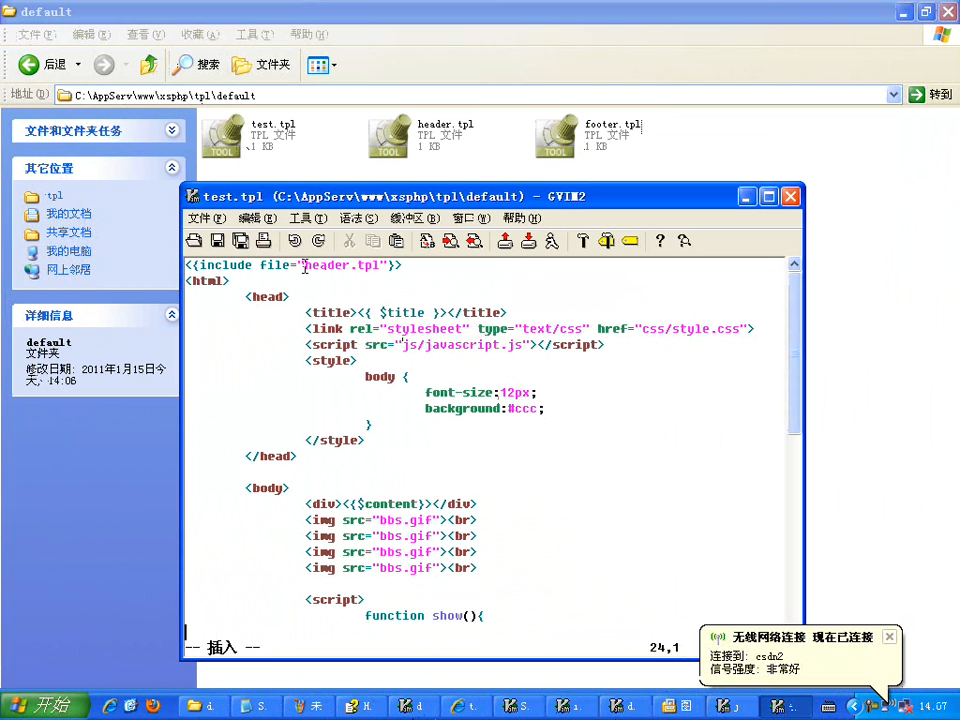 default
文件(F) 编辑(E) 查看(V) 收藏(A) 工具(T) 帮助(H)
后退 搜索 文件夹
地址(D) C:\AppServ\www\xsphp\tpl\default 转到
文件和文件夹任务
其它位置
tpl
我的文档
共享文档
我的电脑
网上邻居
详细信息
default
文件夹
修改日期: 2011年1月15日今天, 14:06
test.tpl
TPL 文件
1 KB
header.tpl
TPL 文件
1 KB
footer.tpl
TPL 文件
1 KB
TOOL TOOL TOOL
test.tpl (C:\AppServ\www\xsphp\tpl\default) - GVIM2
文件(F) 编辑(E) 工具(T) 语法(S) 缓冲区(B) 窗口(W) 帮助(H)
<{include file="header.tpl"}>
<html>
<head>
<title><{ $title }></title>
<link rel="stylesheet" type="text/css" href="css/style.css">
<script src="js/javascript.js"></script>
<style>
body {
font-size:12px;
background:#ccc;
}
</style>
</head>
<body>
<div><{$content}></div>
<img src="bbs.gif"><br>
<img src="bbs.gif"><br>
<img src="bbs.gif"><br>
<img src="bbs.gif"><br>
<script>
function show(){
-- 插入 -- 24,1
无线网络连接 现在已连接
连接到: csdn2
信号强度: 非常好
开始 d. S. 未 H. d t. S. i. d. 图 j 14:07